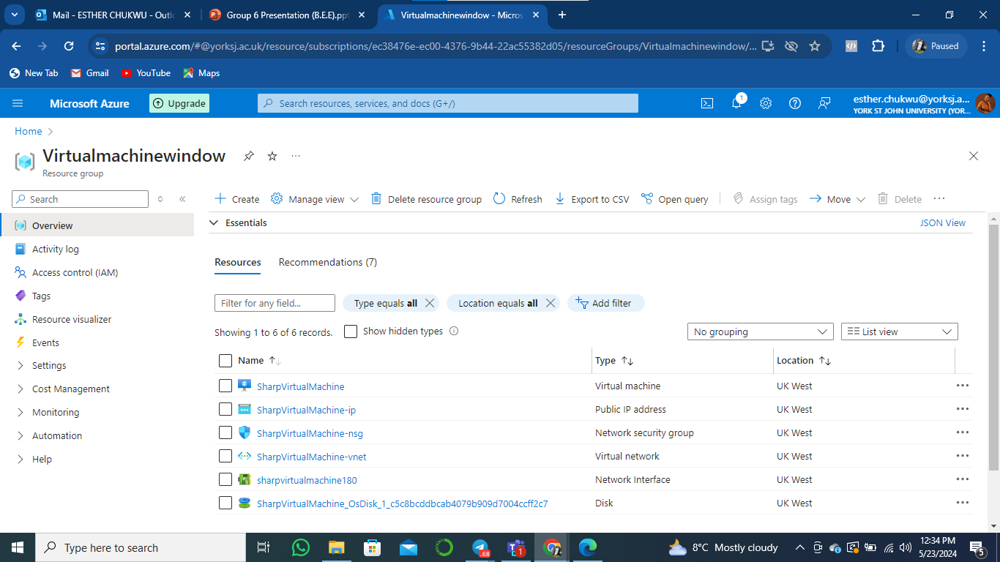 Mail - ESTHER CHUKWU - Outlo
Group 6 Presentation (B.E.E).ppt
Virtualmachinewindow - Micros
portal.azure.com/#@yorksj.ac.uk/resource/subscriptions/ec38476e-ec00-4376-9b44-22ac55382d05/resourceGroups/Virtualmachinewindow/...
Paused
New Tab
Gmail
YouTube
Maps
Microsoft Azure
Upgrade
Search resources, services, and docs (G+/)
1
esther.chukwu@yorksj.a...
YORK ST JOHN UNIVERSITY (YOR...
Home
Virtualmachinewindow
Resource group
Search
Create
Manage view
Delete resource group
Refresh
Export to CSV
Open query
Assign tags
Move
Delete
Overview
Activity log
Access control (IAM)
Tags
Resource visualizer
Events
Settings
Cost Management
Monitoring
Automation
Help
Essentials
JSON View
Resources
Recommendations (7)
Filter for any field...
Type equals all
Location equals all
Add filter
Showing 1 to 6 of 6 records.
Show hidden types
No grouping
List view
Name Type Location
SharpVirtualMachine Virtual machine UK West
SharpVirtualMachine-ip Public IP address UK West
SharpVirtualMachine-nsg Network security group UK West
SharpVirtualMachine-vnet Virtual network UK West
sharpvirtualmachine180 Network Interface UK West
SharpVirtualMachine_OsDisk_1_c5c8bcddbcab4079b909d7004ccff2c7 Disk UK West
Type here to search
.68
1
8°C Mostly cloudy
12:34 PM
5/23/2024
5